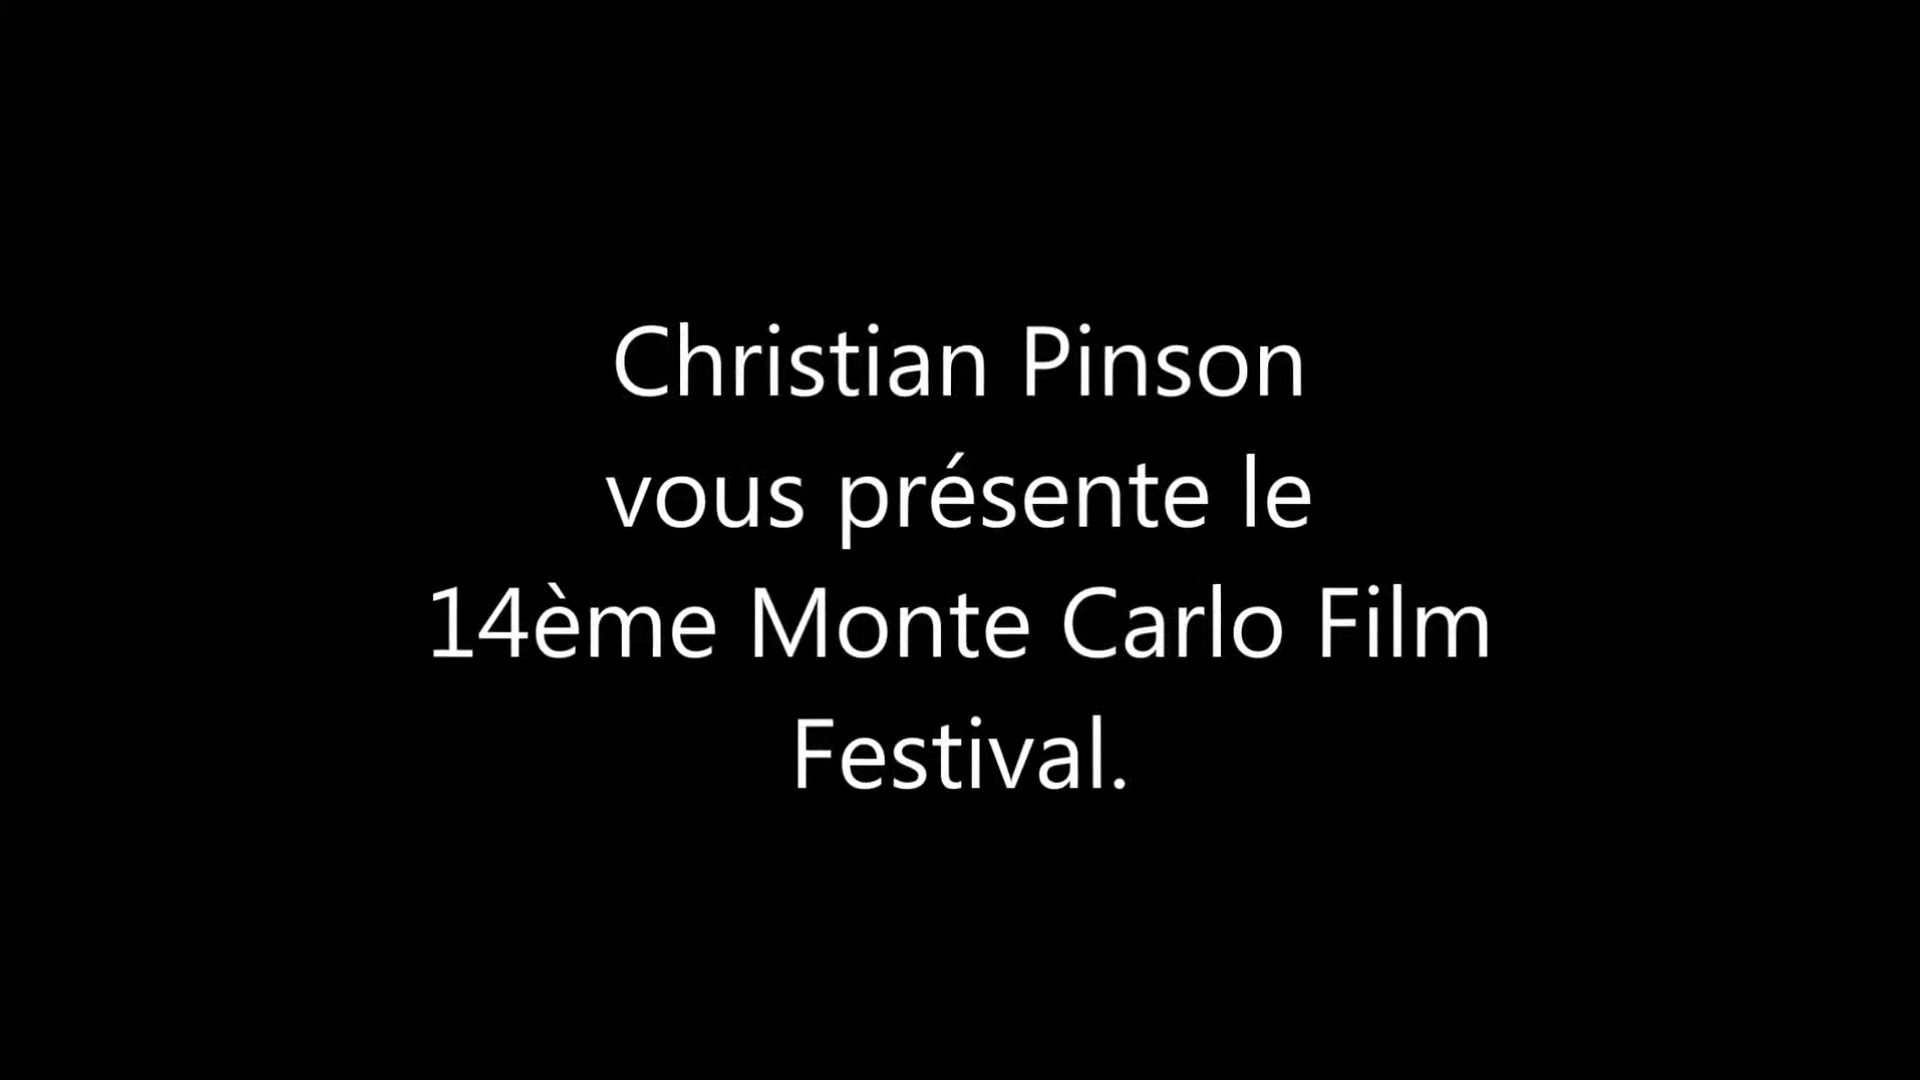 Christian Pinson
vous présente le
14ème Monte Carlo Film
Festival.